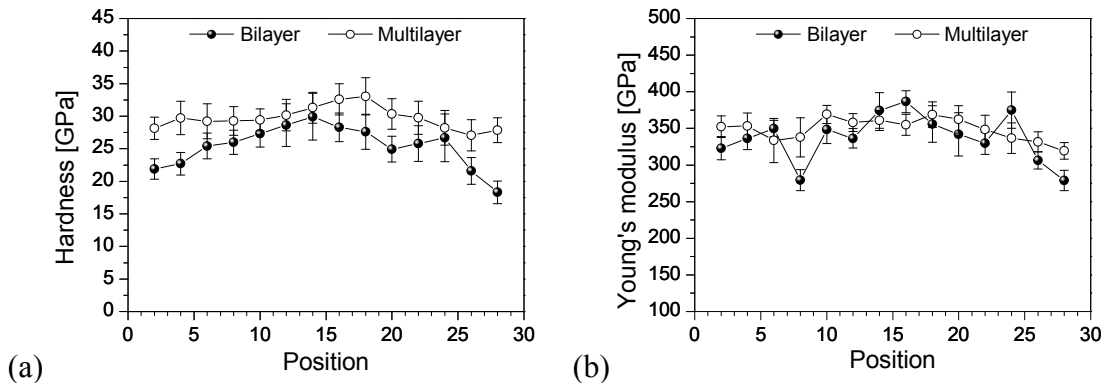 45
40
35
30
25
20
15
10
5
0
Hardness [GPa]
Bilayer Multilayer
0 5 10 15 20 25 30
Position
(a)
500
450
400
350
300
250
200
150
100
Young's modulus [GPa]
Bilayer Multilayer
0 5 10 15 20 25 30
Position
(b)